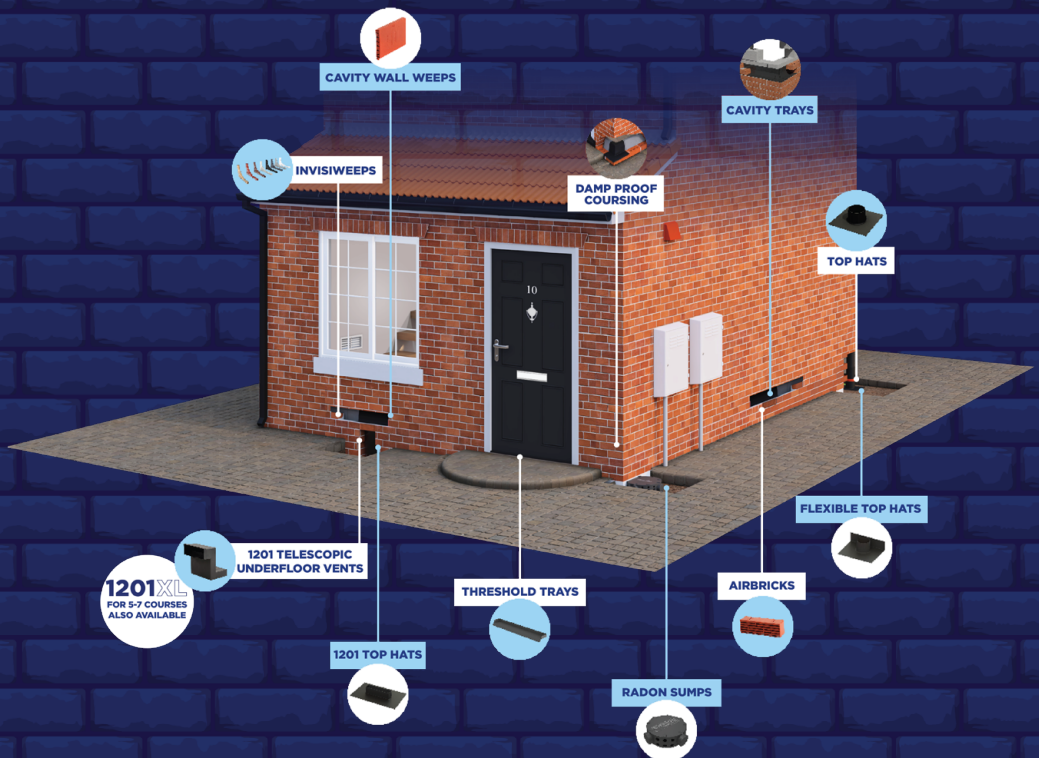 CAVITY WALL WEEPS
CAVITY TRAYS
INVISIWEEPS
DAMP PROOF
COURSING
TOP HATS
10
FLEXIBLE TOP HATS
1201 TELESCOPIC
UNDERFLOOR VENTS
1201XL
FOR 5-7 COURSES
ALSO AVAILABLE
THRESHOLD TRAYS
AIRBRICKS
1201 TOP HATS
RADON SUMPS